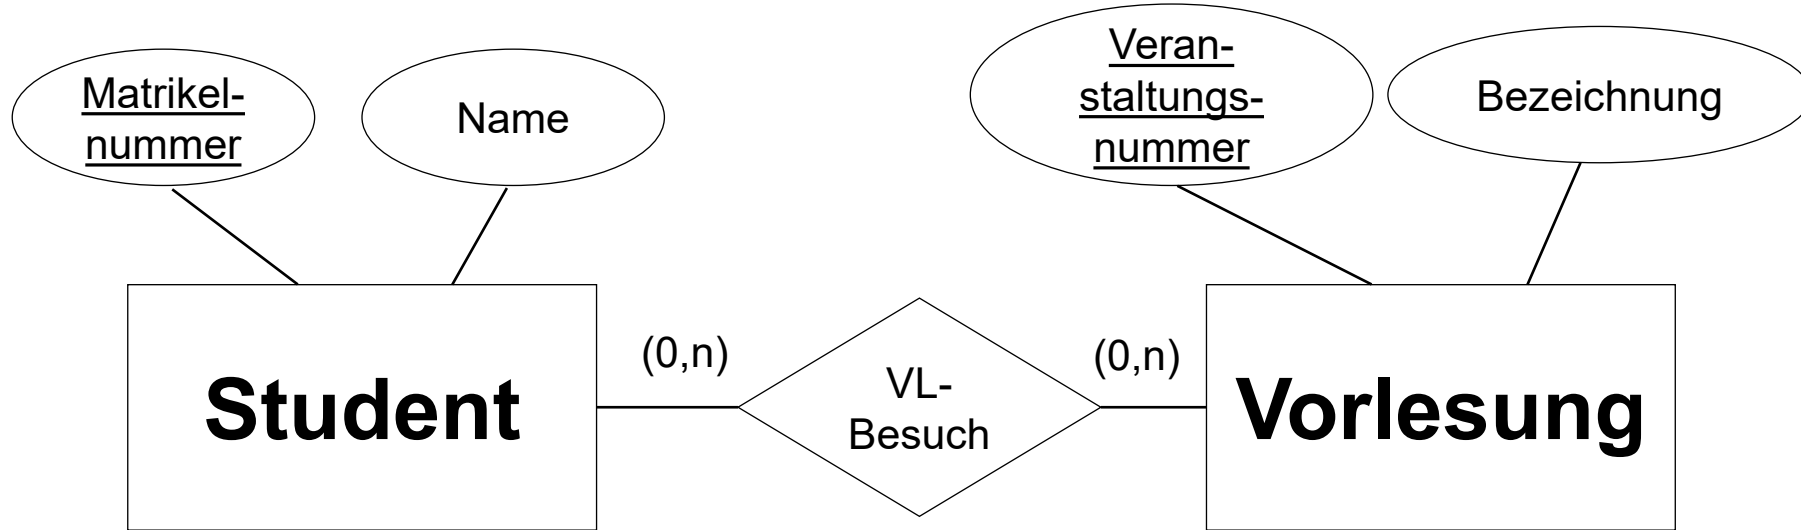 Matrikel-
nummer
Name
Veran-
staltungs-
nummer
Bezeichnung
Student
(0,n)
VL-
Besuch
(0,n)
Vorlesung